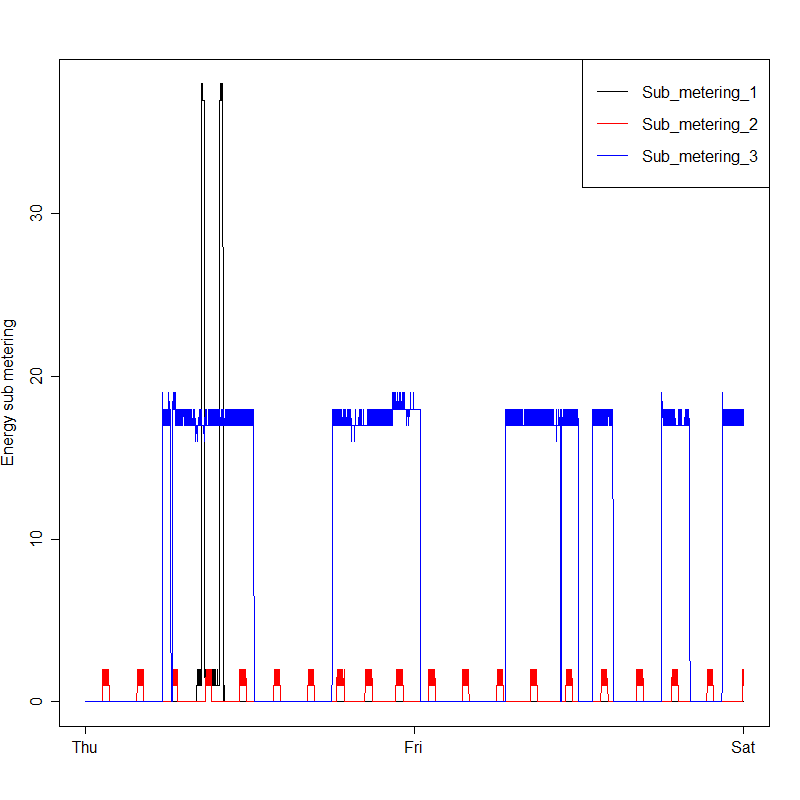 Sub_metering_1
Sub_metering_2
Sub_metering_3
Energy sub metering
30
20
10
0
Thu Fri Sat